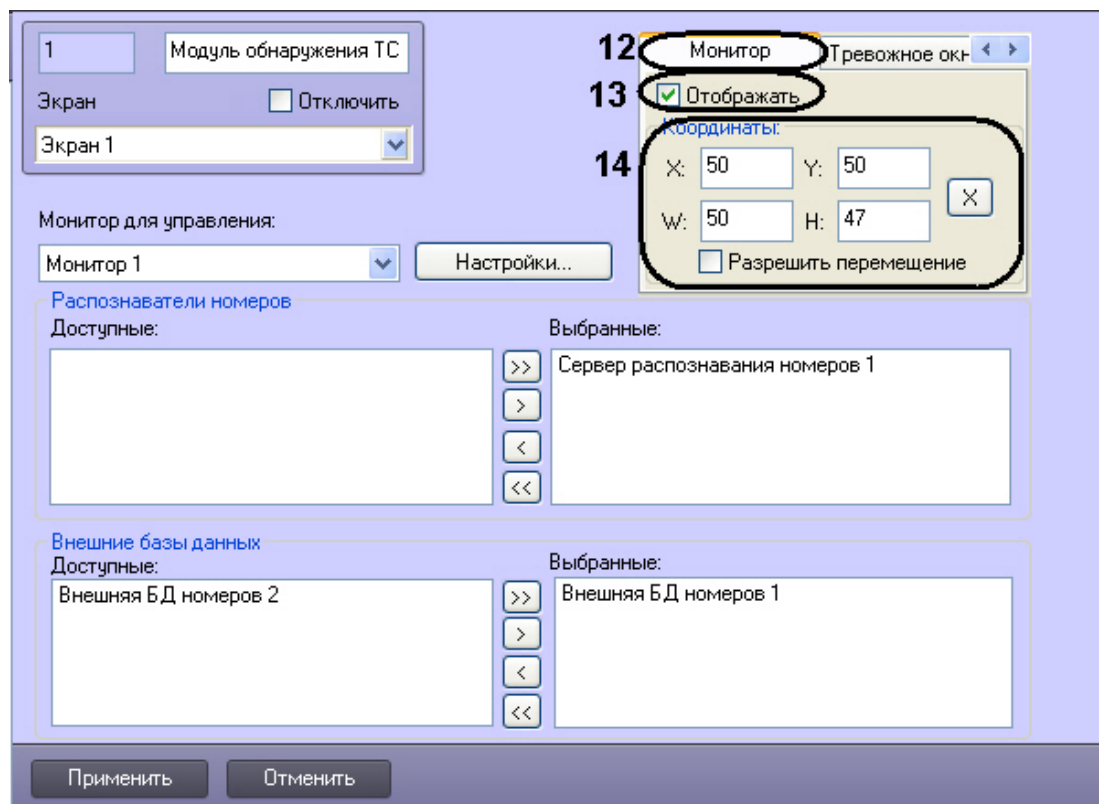 1
Модуль обнаружения ТС
Экран
Отключить
Экран 1
12
Монитор
Тревожное окн
13
Отображать
Координаты:
14
X: 50 Y: 50
X
W: 50 H: 47
Разрешить перемещение
Монитор для управления:
Монитор 1
Настройки...
Распознаватели номеров
Доступные:
Выбранные:
Сервер распознавания номеров 1
>>
>
<
<<
Внешние базы данных
Доступные:
Выбранные:
Внешняя БД номеров 2
Внешняя БД номеров 1
>>
>
<
<<
Применить
Отменить